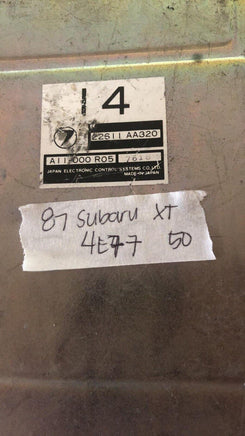 14
22611 AA320
A11 000 R05 7610
JAPAN ELECTRONIC CONTROL SYSTEMS CO., LTD.
MADE IN JAPAN
87 Subaru XT
4E77 50